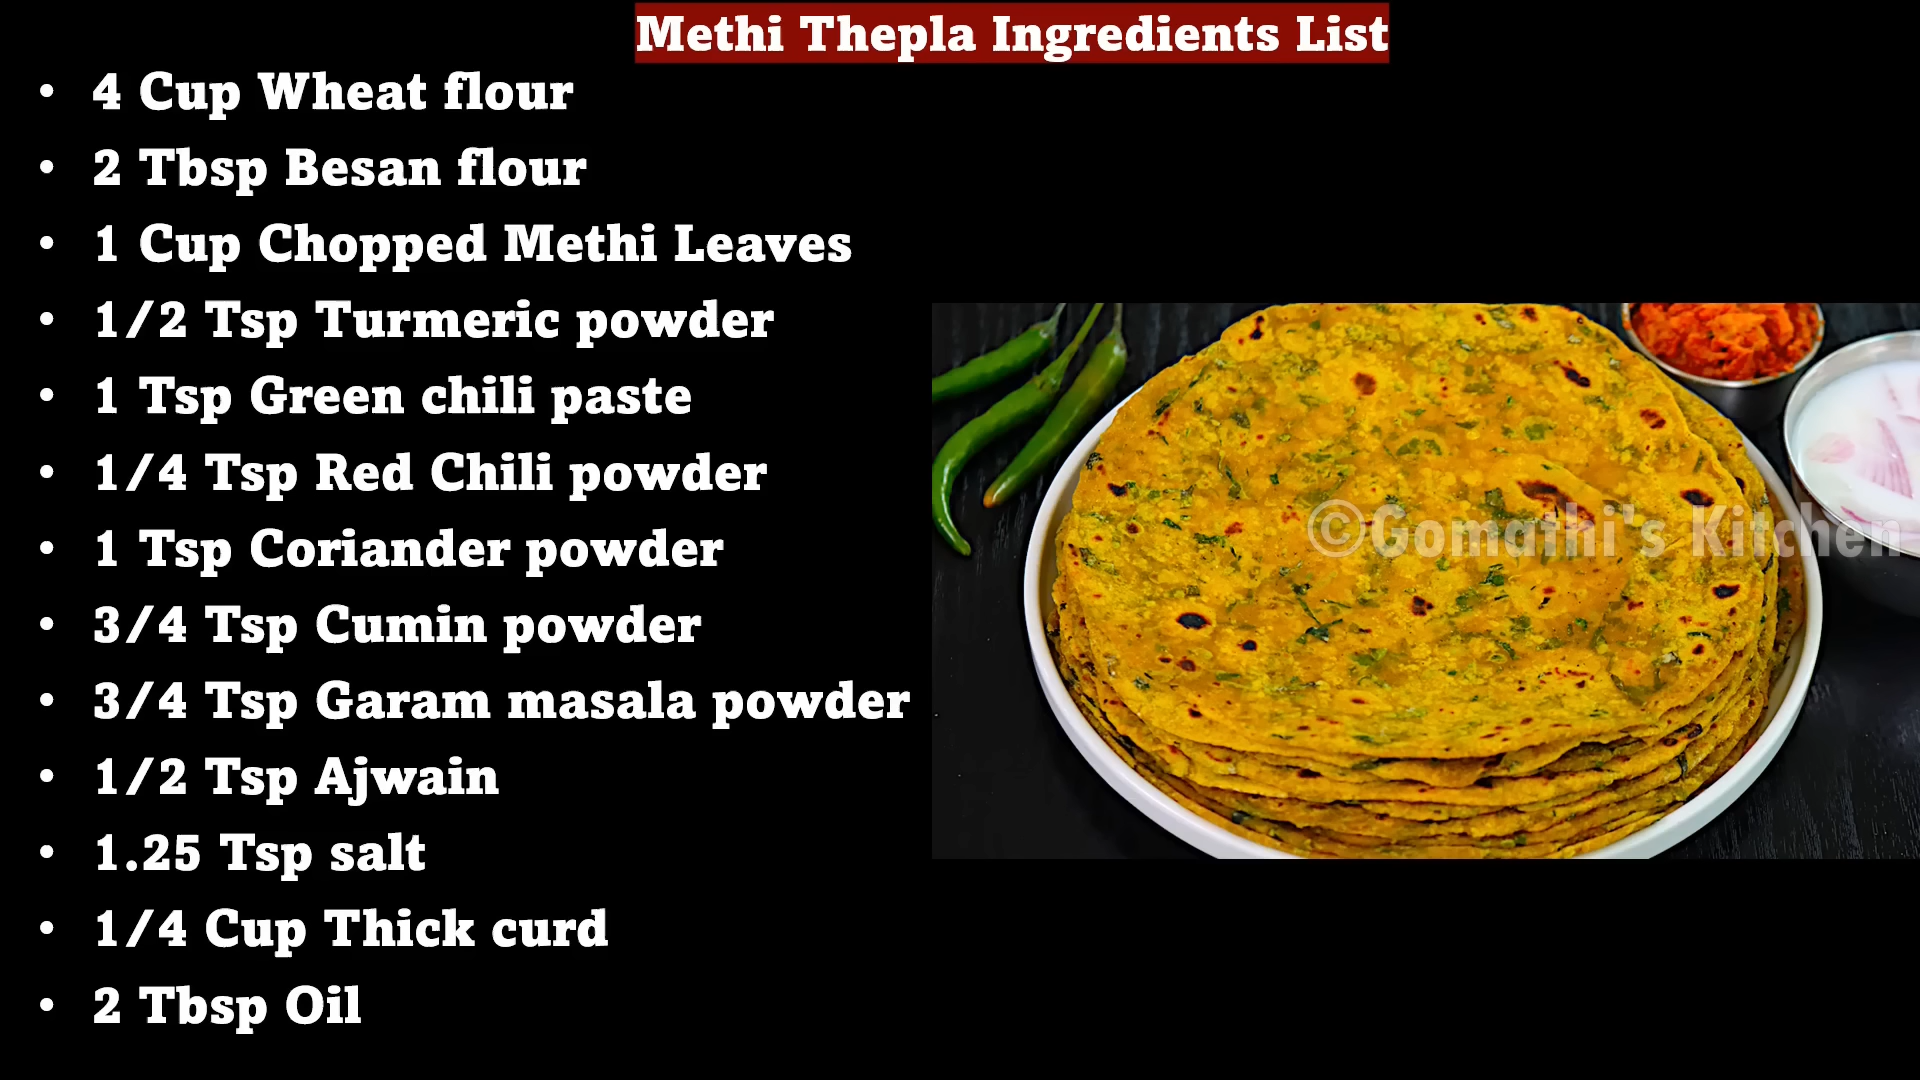 Methi Thepla Ingredients List
• 4 Cup Wheat flour
• 2 Tbsp Besan flour
• 1 Cup Chopped Methi Leaves
• 1/2 Tsp Turmeric powder
• 1 Tsp Green chili paste
• 1/4 Tsp Red Chili powder
• 1 Tsp Coriander powder
• 3/4 Tsp Cumin powder
• 3/4 Tsp Garam masala powder
• 1/2 Tsp Ajwain
• 1.25 Tsp salt
• 1/4 Cup Thick curd
• 2 Tbsp Oil
©Gomathi's Kitchen